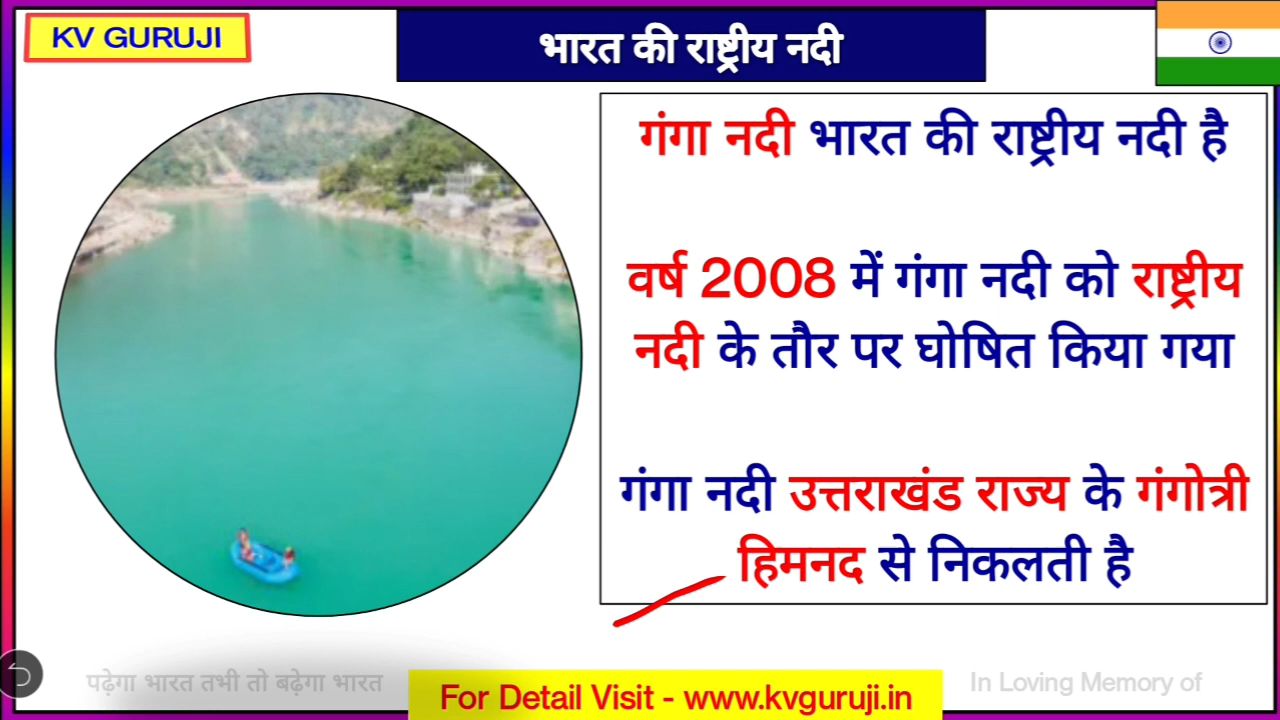 KV GURUJI
भारत की राष्ट्रीय नदी
गंगा नदी भारत की राष्ट्रीय नदी है
वर्ष 2008 में गंगा नदी को राष्ट्रीय
नदी के तौर पर घोषित किया गया
गंगा नदी उत्तराखंड राज्य के गंगोत्री
हिमनद से निकलती है
पढ़ेगा भारत तभी तो बढ़ेगा भारत
For Detail Visit - www.kvguruji.in
In Loving Memory of